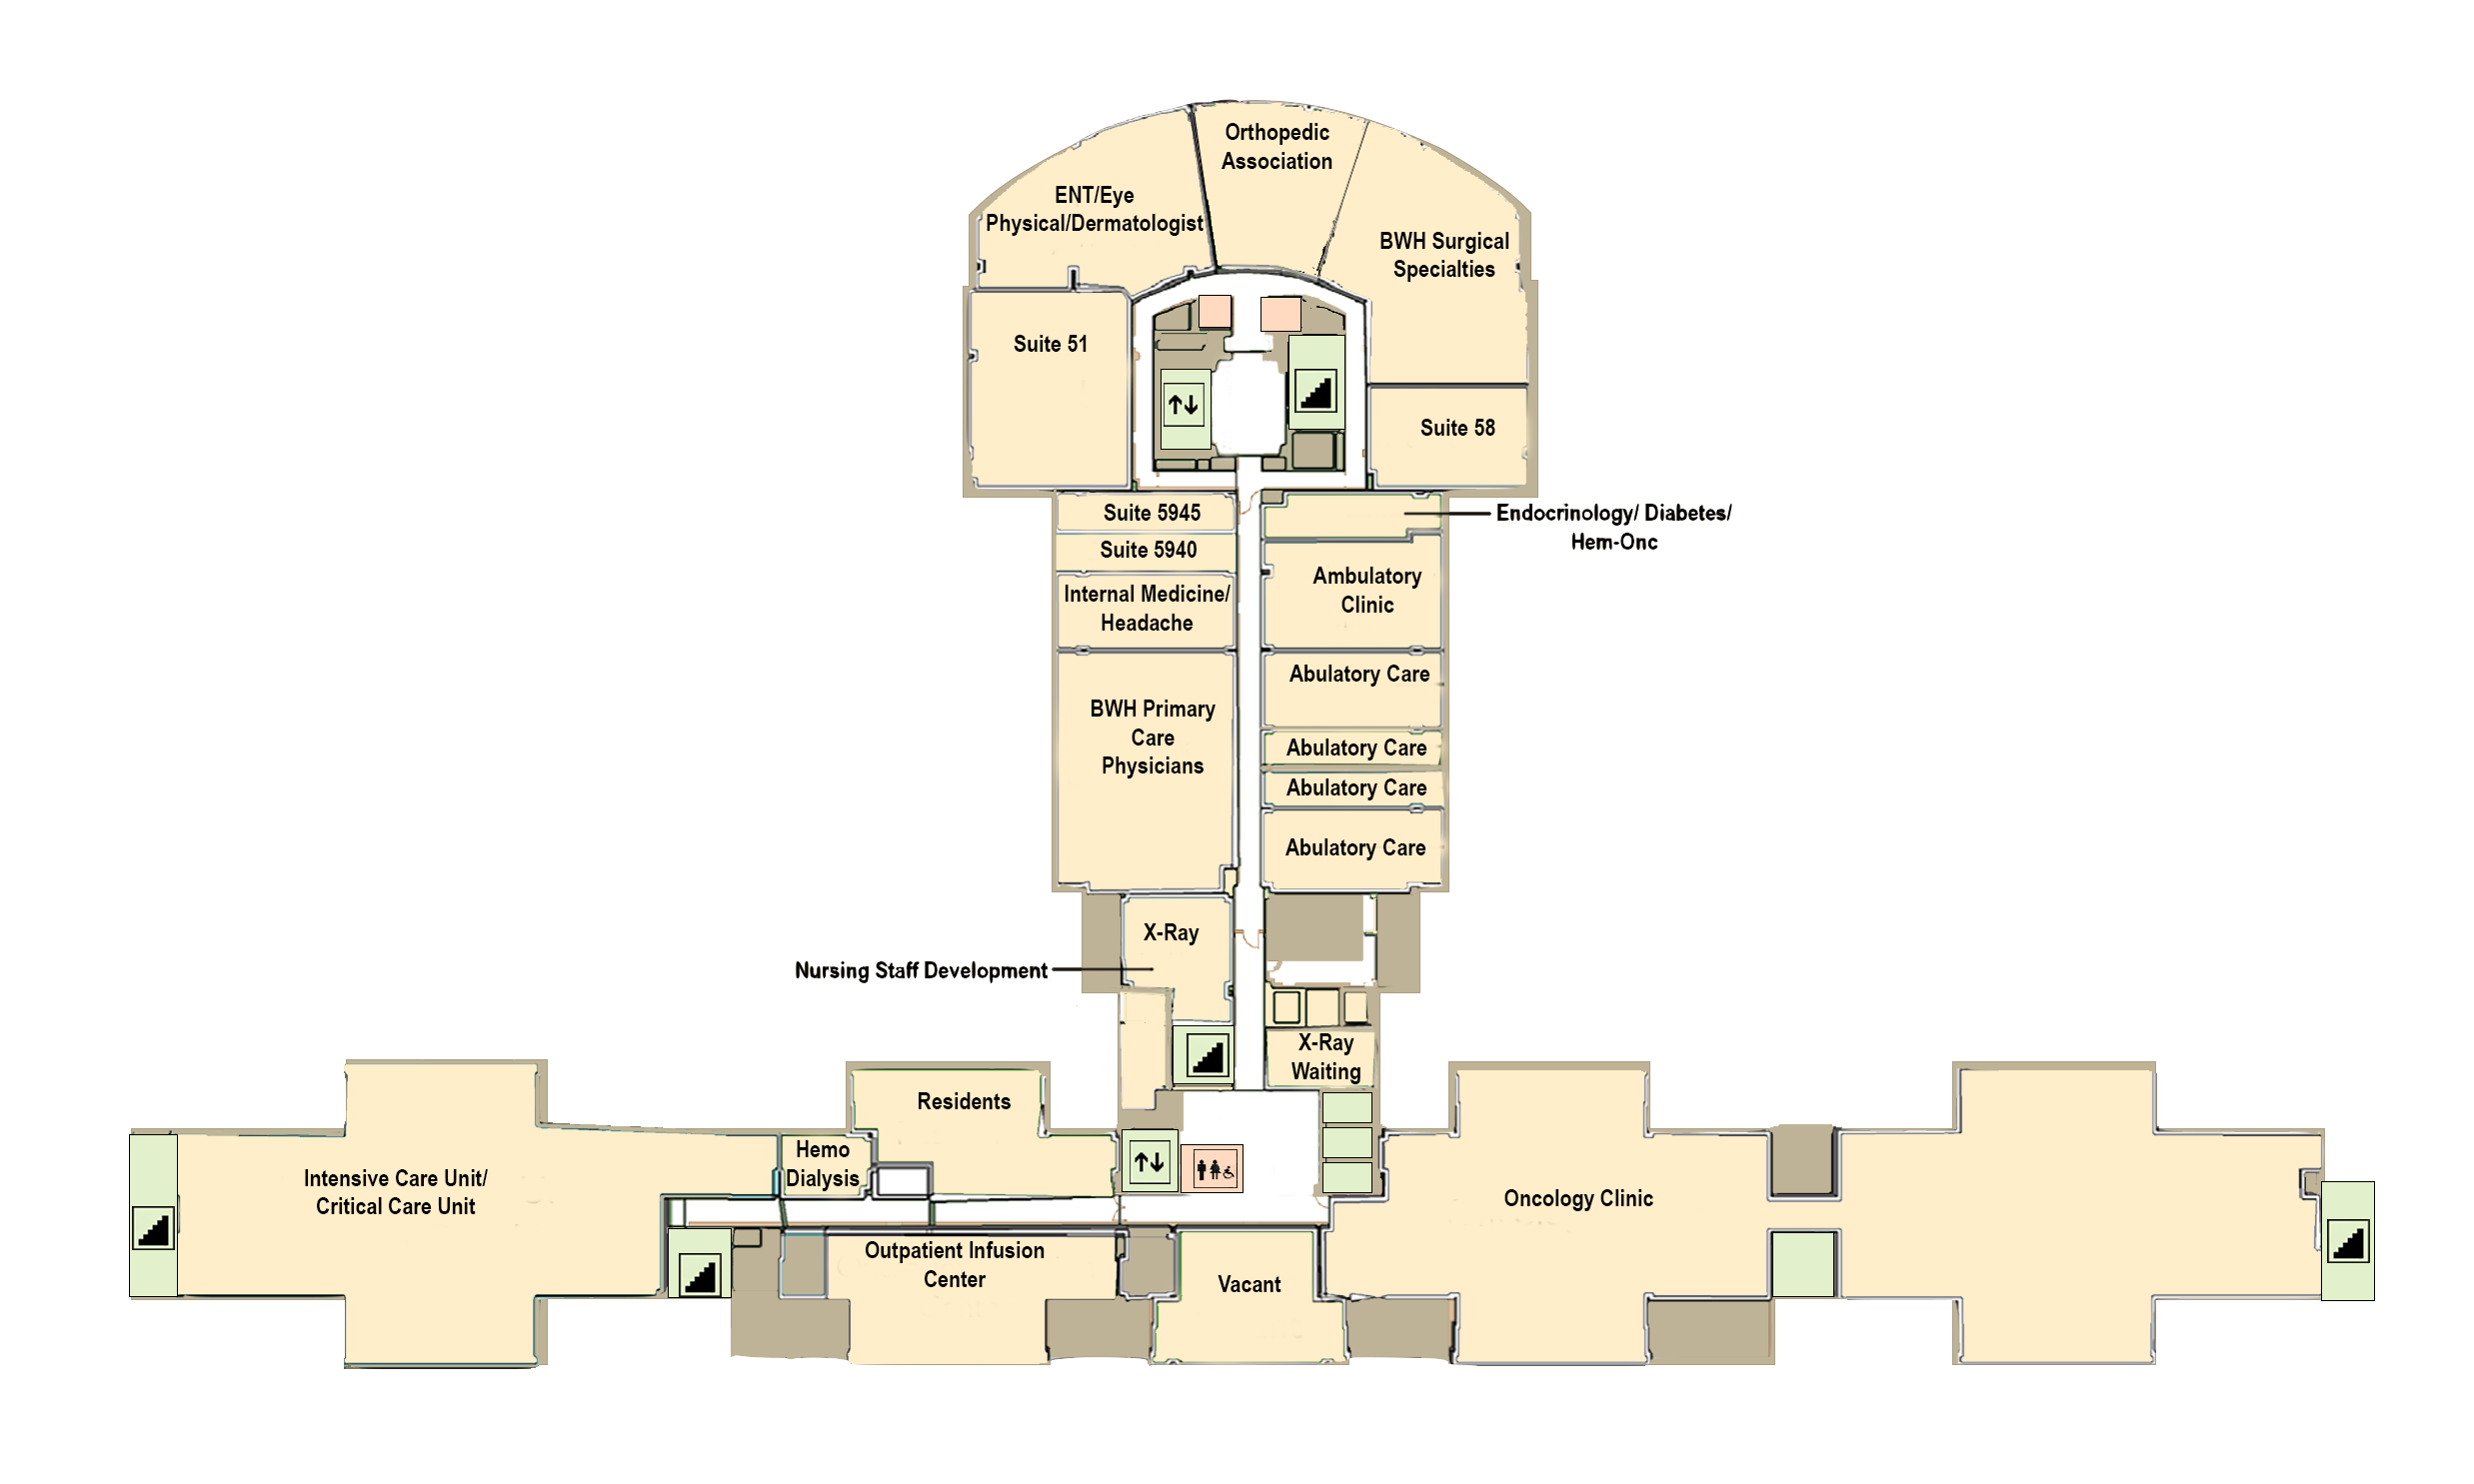 Orthopedic
Association
ENT/Eye
Physical/Dermatologist
BWH Surgical
Specialties
Suite 51
Suite 58
Suite 5945
Endocrinology/ Diabetes/
Hem-Onc
Suite 5940
Internal Medicine/
Headache
Ambulatory
Clinic
Abulatory Care
BWH Primary
Care
Physicians
Abulatory Care
Abulatory Care
Abulatory Care
X-Ray
Nursing Staff Development
X-Ray
Waiting
Residents
Hemo
Dialysis
Intensive Care Unit/
Critical Care Unit
Oncology Clinic
Outpatient Infusion
Center
Vacant